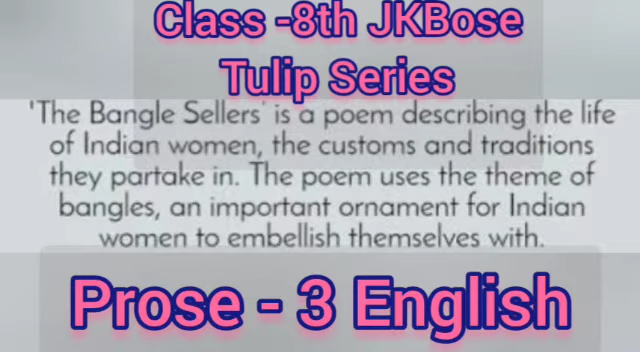 Class -8th JKBose
Tulip Series
'The Bangle Sellers' is a poem describing the life
of Indian women, the customs and traditions
they partake in. The poem uses the theme of
bangles, an important ornament for Indian
women to embellish themselves with.
Prose - 3 English